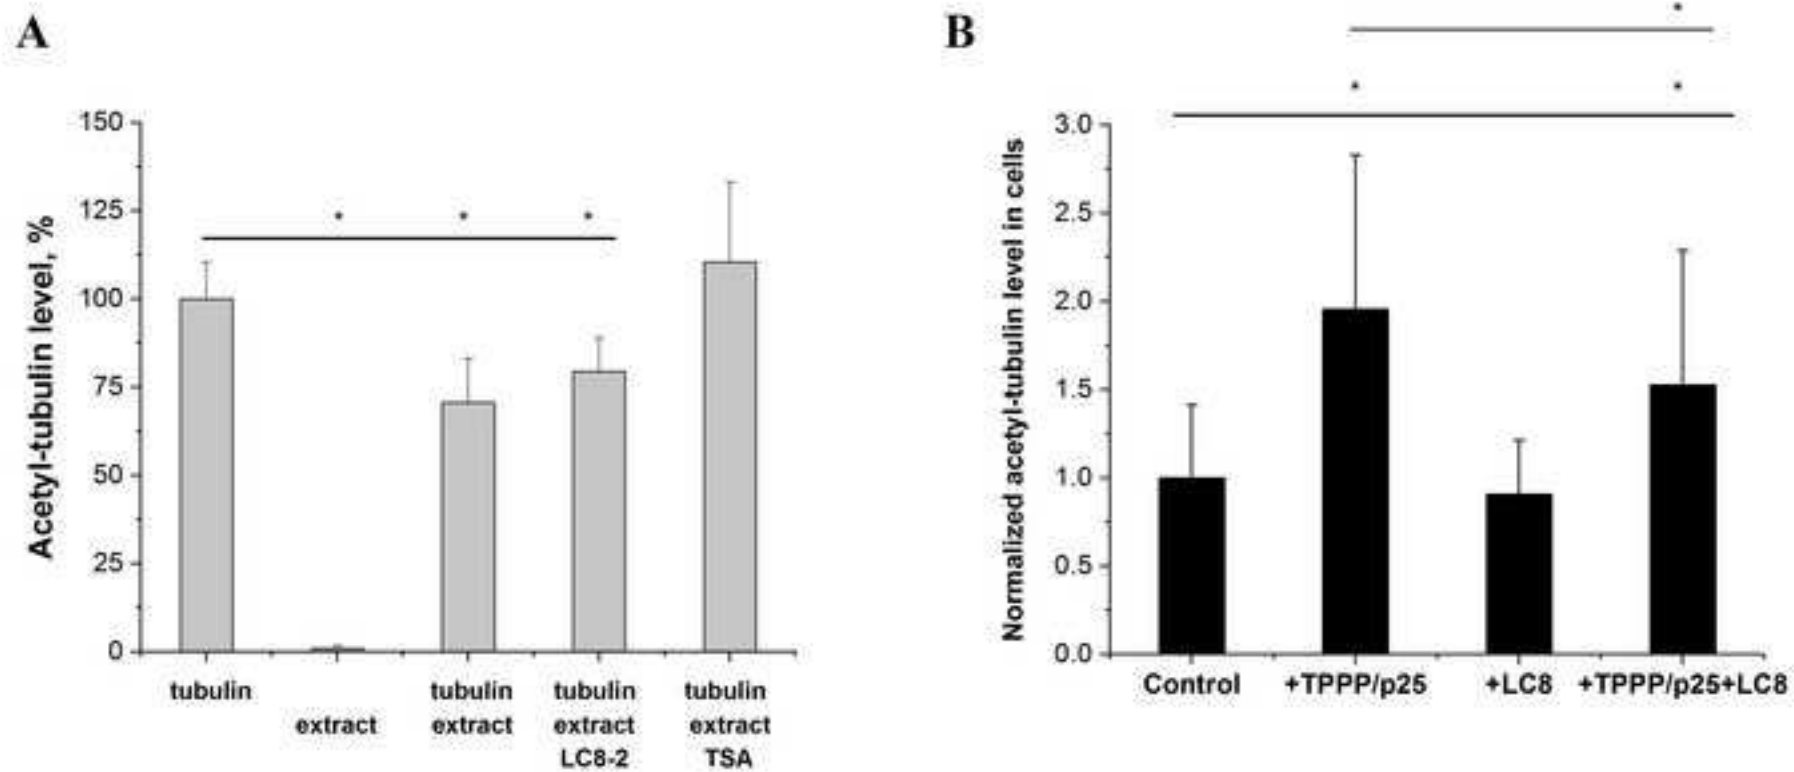 A
B
*
* *
150
125
100
75
50
25
0
Acetyl-tubulin level, %
* * *
tubulin
extract
tubulin
extract
tubulin
extract
LC8-2
tubulin
extract
TSA
3.0
2.5
2.0
1.5
1.0
0.5
0.0
Normalized acetyl-tubulin level in cells
Control
+TPPP/p25
+LC8
+TPPP/p25+LC8